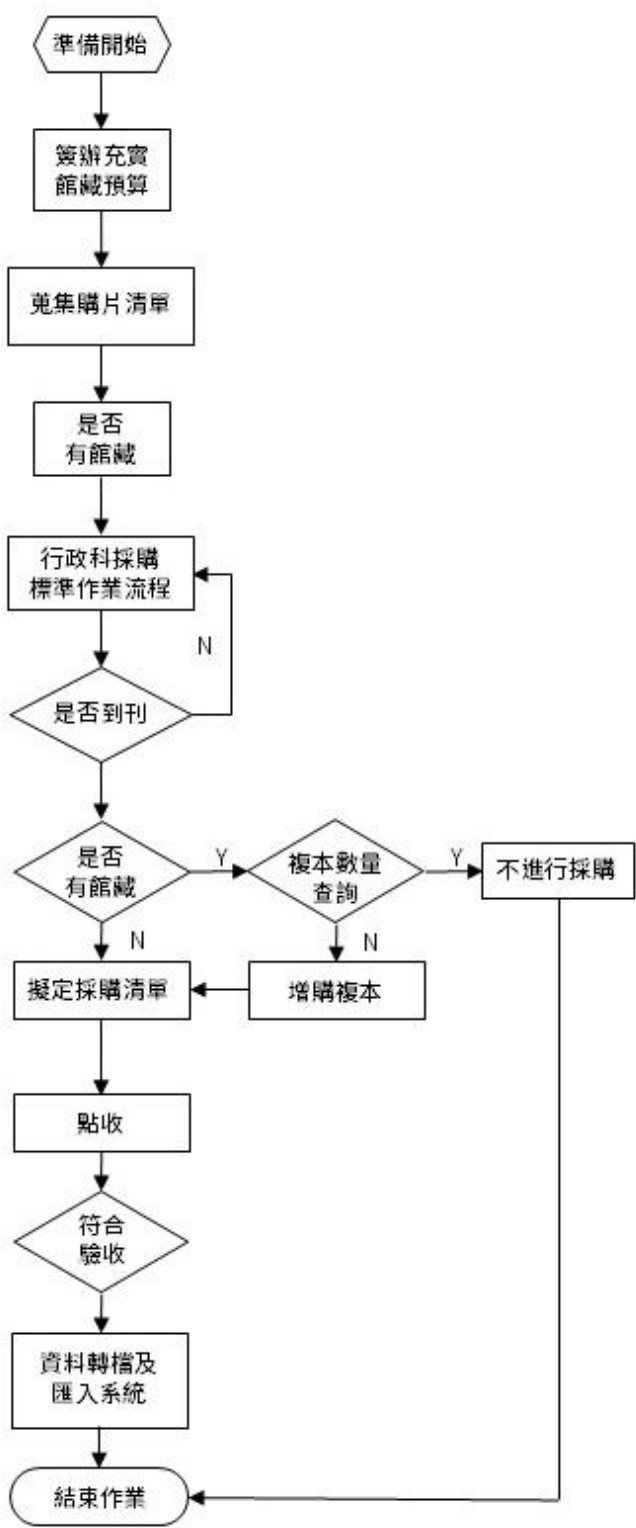 準備開始
簽辦充實
館藏預算
蒐集購片清單
是否
有館藏
行政科採購
標準作業流程
N
是否到刊
是否
有館藏
Y
複本數量
查詢
Y
不進行採購
N
N
擬定採購清單
增購複本
點收
符合
驗收
資料轉檔及
匯入系統
結束作業